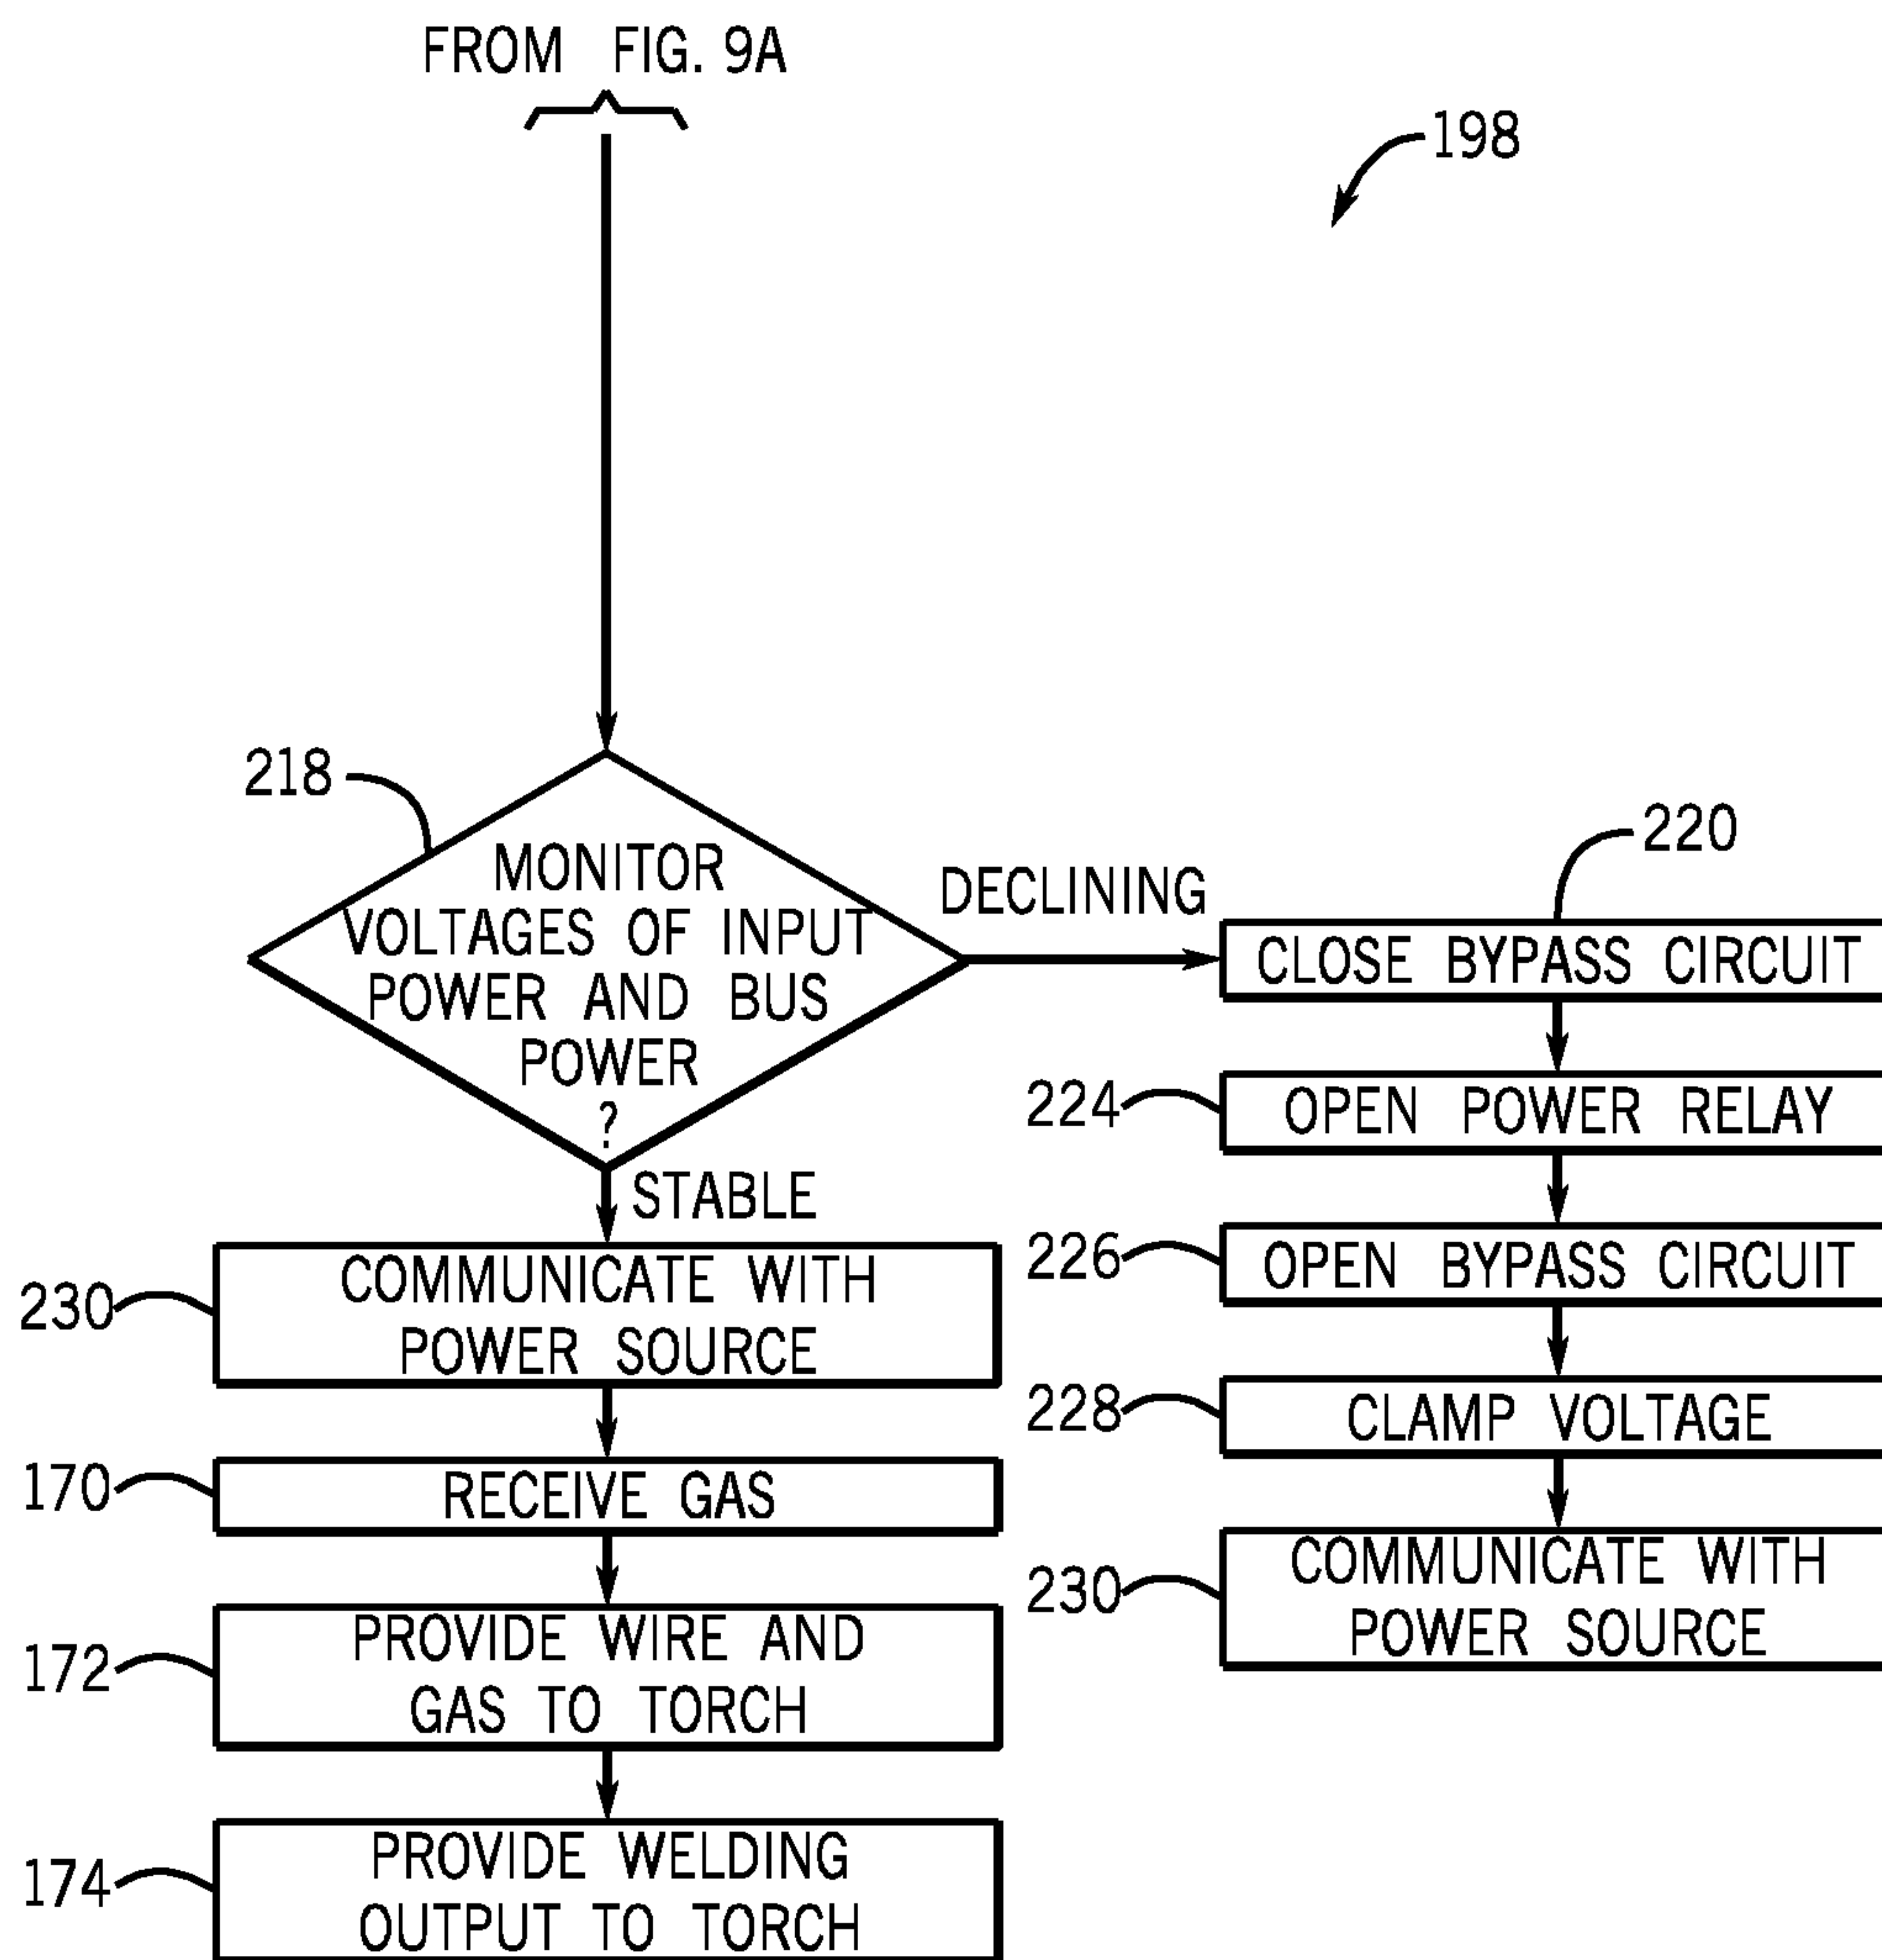 FROM FIG. 9A
198
218
MONITOR
VOLTAGES OF INPUT
POWER AND BUS
POWER
?
DECLINING
STABLE
220
CLOSE BYPASS CIRCUIT
224
OPEN POWER RELAY
226
OPEN BYPASS CIRCUIT
228
CLAMP VOLTAGE
230
COMMUNICATE WITH
POWER SOURCE
230
COMMUNICATE WITH
POWER SOURCE
170
RECEIVE GAS
172
PROVIDE WIRE AND
GAS TO TORCH
174
PROVIDE WELDING
OUTPUT TO TORCH